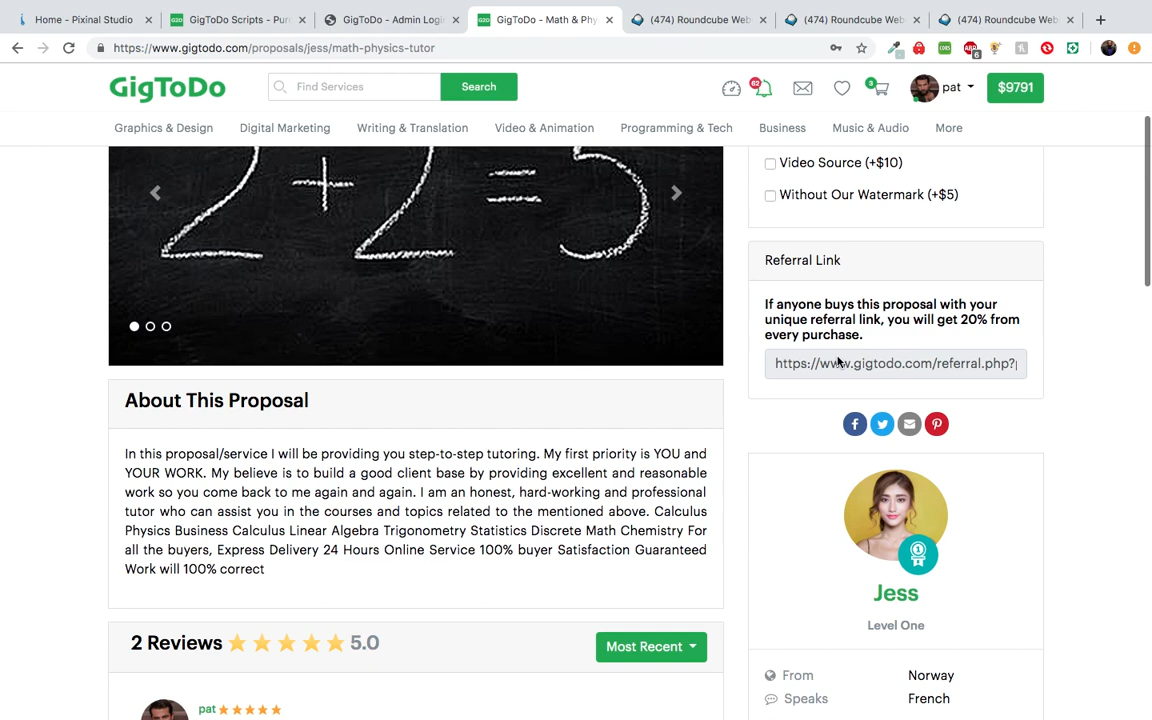 Home - Pixinal Studio
GigToDo Scripts - Pure
GigToDo - Admin Login
GigToDo - Math & Phy
(474) Roundcube Web
(474) Roundcube Web
(474) Roundcube Web
https://www.gigtodo.com/proposals/jess/math-physics-tutor
GigToDo
Find Services
Search
62
3
pat
$9791
Graphics & Design
Digital Marketing
Writing & Translation
Video & Animation
Programming & Tech
Business
Music & Audio
More
2 + 2 = 5
Video Source (+$10)
Without Our Watermark (+$5)
Referral Link
If anyone buys this proposal with your
unique referral link, you will get 20% from
every purchase.
https://www.gigtodo.com/referral.php?p
About This Proposal
In this proposal/service I will be providing you step-to-step tutoring. My first priority is YOU and
YOUR WORK. My believe is to build a good client base by providing excellent and reasonable
work so you come back to me again and again. I am an honest, hard-working and professional
tutor who can assist you in the courses and topics related to the mentioned above. Calculus
Physics Business Calculus Linear Algebra Trigonometry Statistics Discrete Math Chemistry For
all the buyers, Express Delivery 24 Hours Online Service 100% buyer Satisfaction Guaranteed
Work will 100% correct
Jess
Level One
From Norway
Speaks French
2 Reviews 5.0
Most Recent
pat